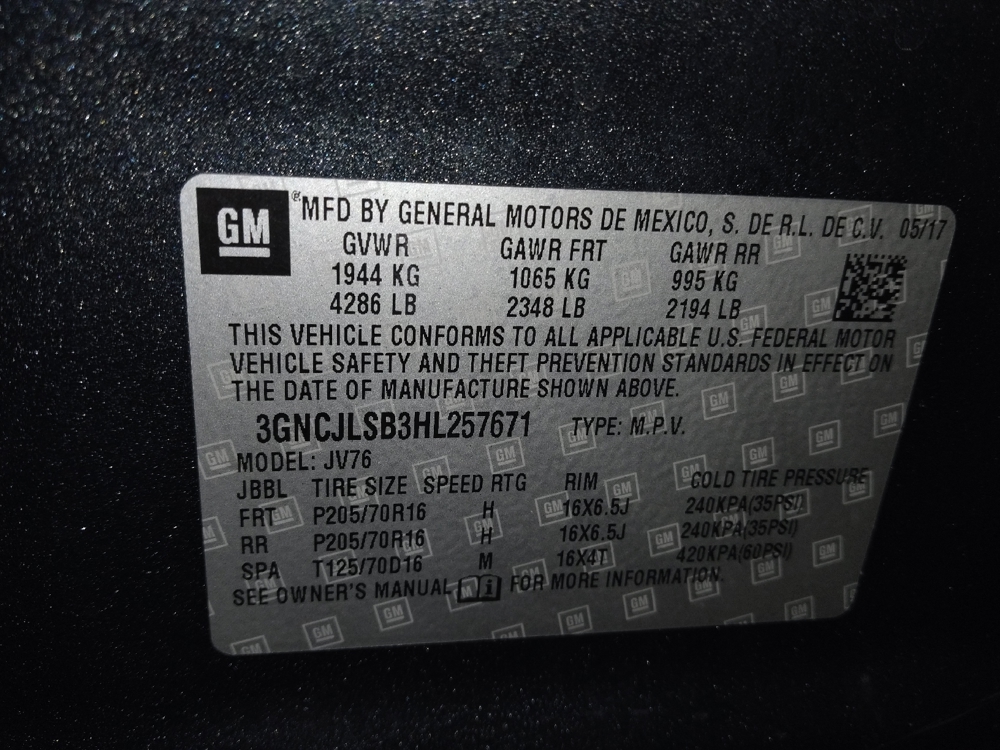 GM
®MFD BY GENERAL MOTORS DE MEXICO, S. DE R.L. DE C.V. 05/17
GVWR GAWR FRT GAWR RR
1944 KG 1065 KG 995 KG
4286 LB 2348 LB 2194 LB
THIS VEHICLE CONFORMS TO ALL APPLICABLE U.S. FEDERAL MOTOR
VEHICLE SAFETY AND THEFT PREVENTION STANDARDS IN EFFECT ON
THE DATE OF MANUFACTURE SHOWN ABOVE.
3GNCJLSB3HL257671 TYPE: M.P.V.
MODEL: JV76
JBBL TIRE SIZE SPEED RTG RIM COLD TIRE PRESSURE
FRT P205/70R16 H 16X6.5J 240KPA(35PSI)
RR P205/70R16 H 16X6.5J 240KPA(35PSI)
SPA T125/70D16 M 16X4T 420KPA(60PSI)
SEE OWNER'S MANUAL i FOR MORE INFORMATION.